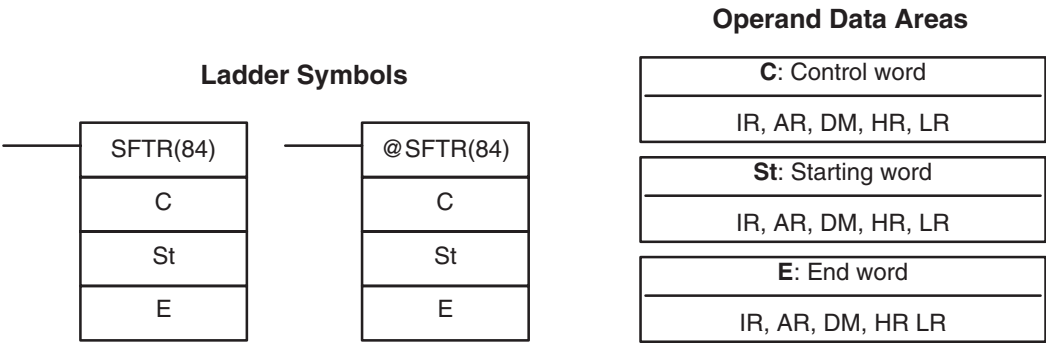 Ladder Symbols
SFTR(84)
C
St
E
@SFTR(84)
C
St
E
Operand Data Areas
C: Control word
IR, AR, DM, HR, LR
St: Starting word
IR, AR, DM, HR, LR
E: End word
IR, AR, DM, HR LR